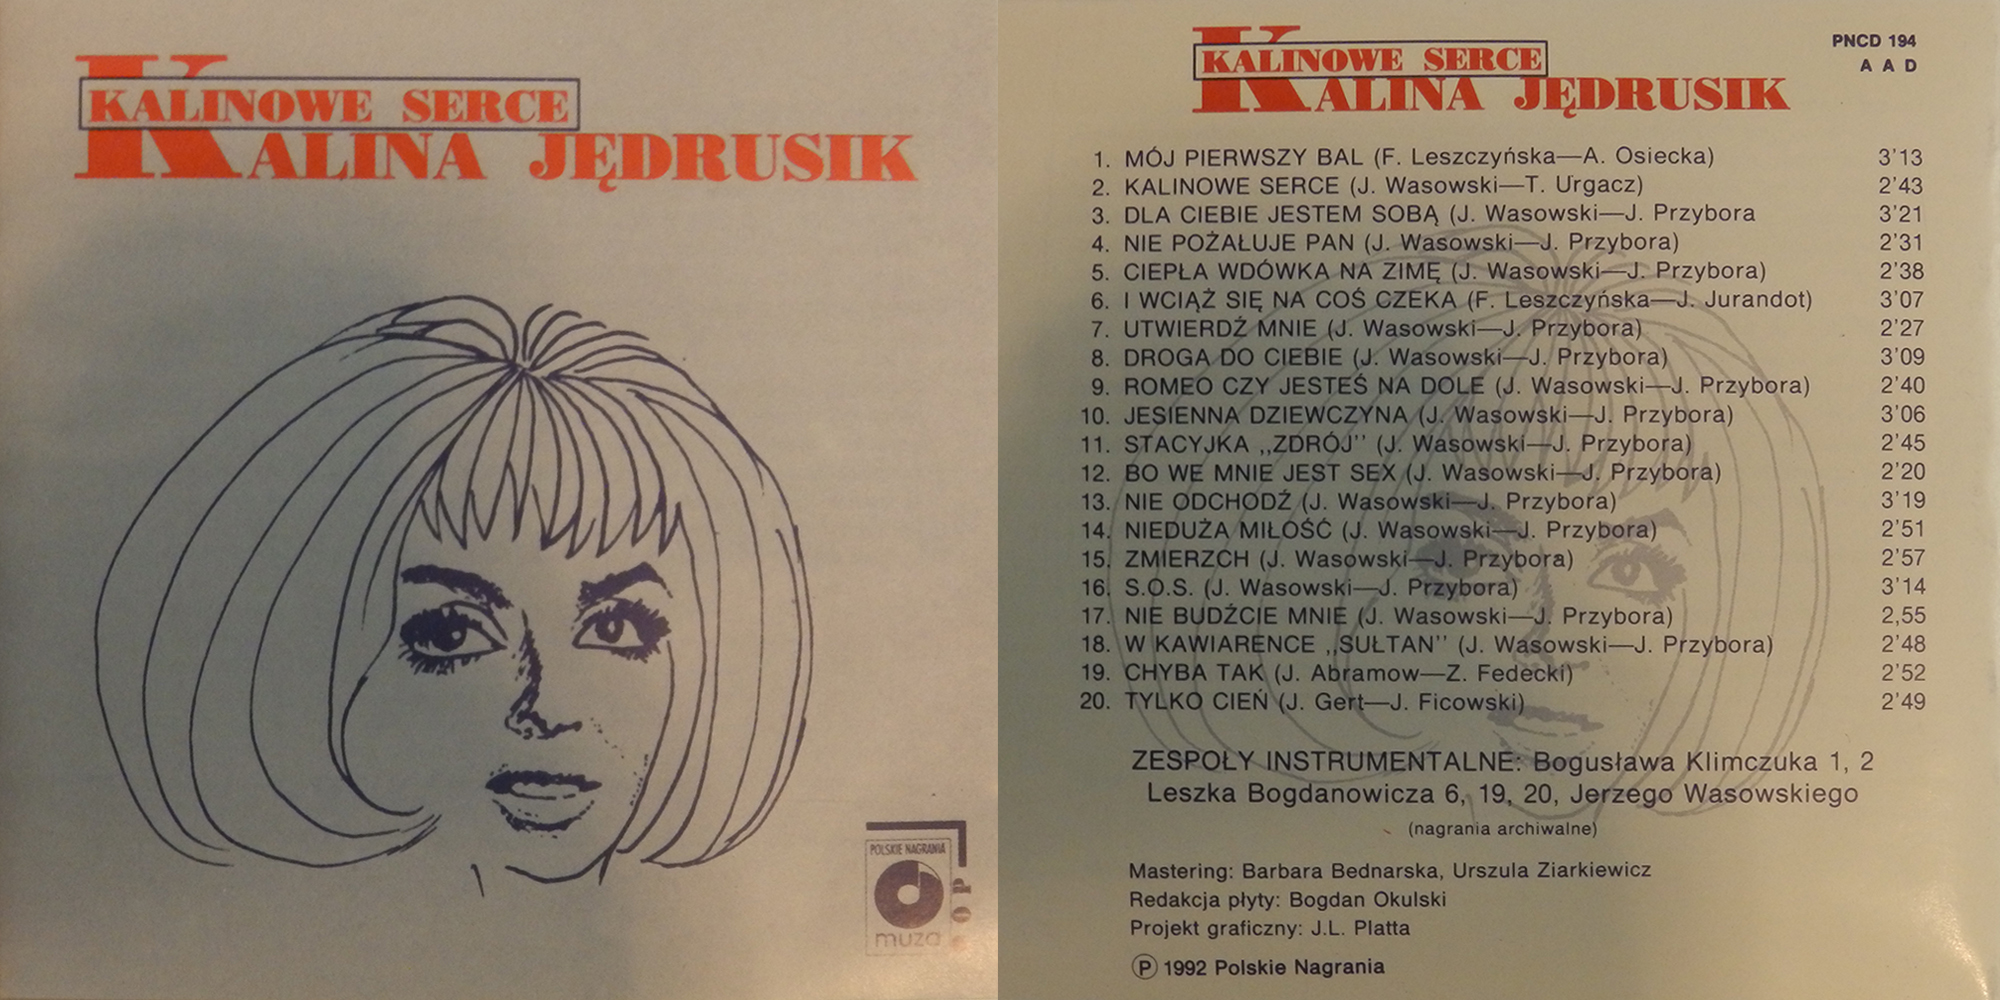 KALINOWE SERCE
KALINA JĘDRUSIK
POLSKIE NAGRANIA
muza
POP
KALINOWE SERCE
KALINA JĘDRUSIK
PNCD 194
A A D
1. MÓJ PIERWSZY BAL (F. Leszczyńska—A. Osiecka) 3'13
2. KALINOWE SERCE (J. Wasowski—T. Urgacz) 2'43
3. DLA CIEBIE JESTEM SOBĄ (J. Wasowski—J. Przybora 3'21
4. NIE POŻAŁUJE PAN (J. Wasowski—J. Przybora) 2'31
5. CIEPŁA WDÓWKA NA ZIMĘ (J. Wasowski—J. Przybora) 2'38
6. I WCIĄŻ SIĘ NA COŚ CZEKA (F. Leszczyńska—J. Jurandot) 3'07
7. UTWIERDŹ MNIE (J. Wasowski—J. Przybora) 2'27
8. DROGA DO CIEBIE (J. Wasowski—J. Przybora) 3'09
9. ROMEO CZY JESTEŚ NA DOLE (J. Wasowski—J. Przybora) 2'40
10. JESIENNA DZIEWCZYNA (J. Wasowski—J. Przybora) 3'06
11. STACYJKA ,,ZDRÓJ'' (J. Wasowski—J. Przybora) 2'45
12. BO WE MNIE JEST SEX (J. Wasowski—J. Przybora) 2'20
13. NIE ODCHODŹ (J. Wasowski—J. Przybora) 3'19
14. NIEDUŻA MIŁOŚĆ (J. Wasowski—J. Przybora) 2'51
15. ZMIERZCH (J. Wasowski—J. Przybora) 2'57
16. S.O.S. (J. Wasowski—J. Przybora) 3'14
17. NIE BUDŹCIE MNIE (J. Wasowski—J. Przybora) 2,55
18. W KAWIARENCE ,,SUŁTAN'' (J. Wasowski—J. Przybora) 2'48
19. CHYBA TAK (J. Abramow—Z. Fedecki) 2'52
20. TYLKO CIEŃ (J. Gert—J. Ficowski) 2'49
ZESPOŁY INSTRUMENTALNE: Bogusława Klimczuka 1, 2
Leszka Bogdanowicza 6, 19, 20, Jerzego Wasowskiego
(nagrania archiwalne)
Mastering: Barbara Bednarska, Urszula Ziarkiewicz
Redakcja płyty: Bogdan Okulski
Projekt graficzny: J.L. Platta
Ⓟ 1992 Polskie Nagrania